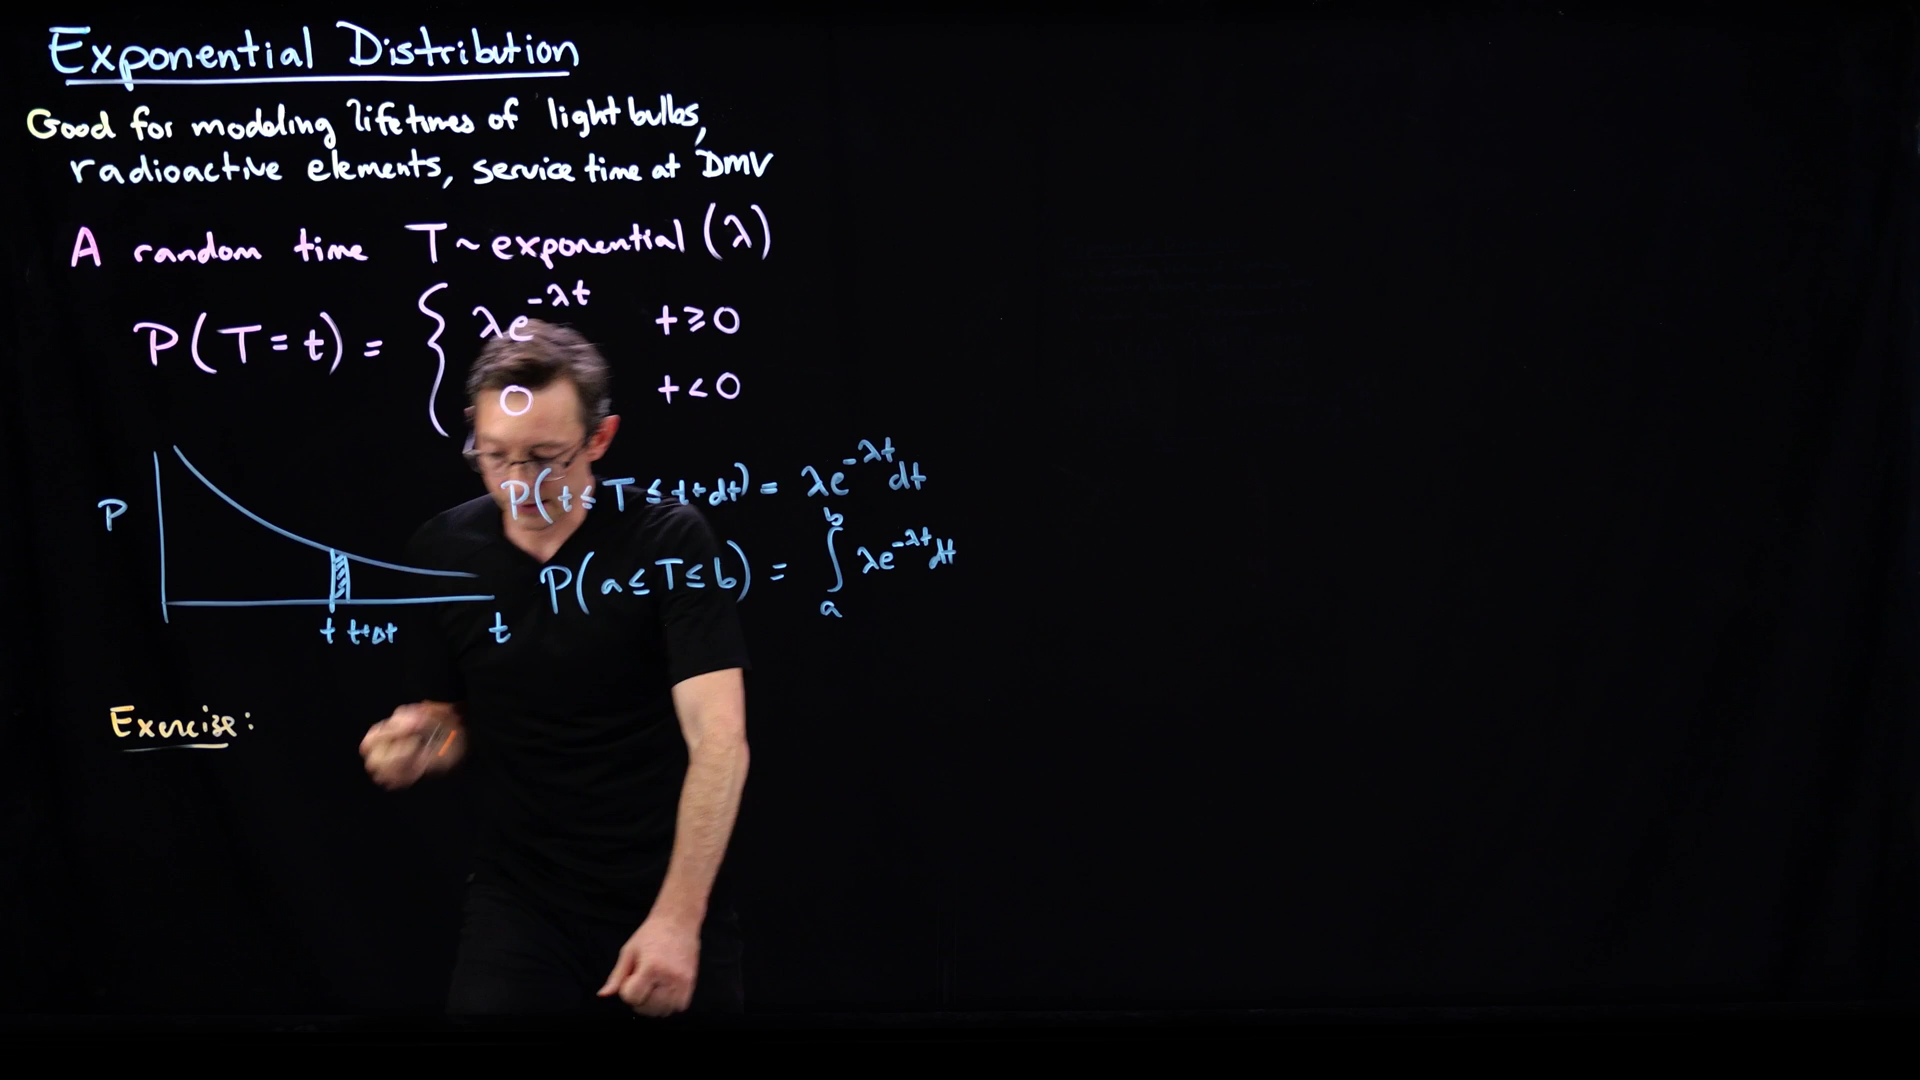 Exponential Distribution
Good for modeling lifetimes of light bulbs,
radioactive elements, service time at DMV
A random time T ~ exponential (λ)
P(T = t) = { λe^{-λt} t ≥ 0
0 t < 0
P
t t+Δt t
P(t ≤ T ≤ t+dt) = λe^{-λt} dt
P(a ≤ T ≤ b) = ∫_a^b λe^{-λt} dt
Exercise: